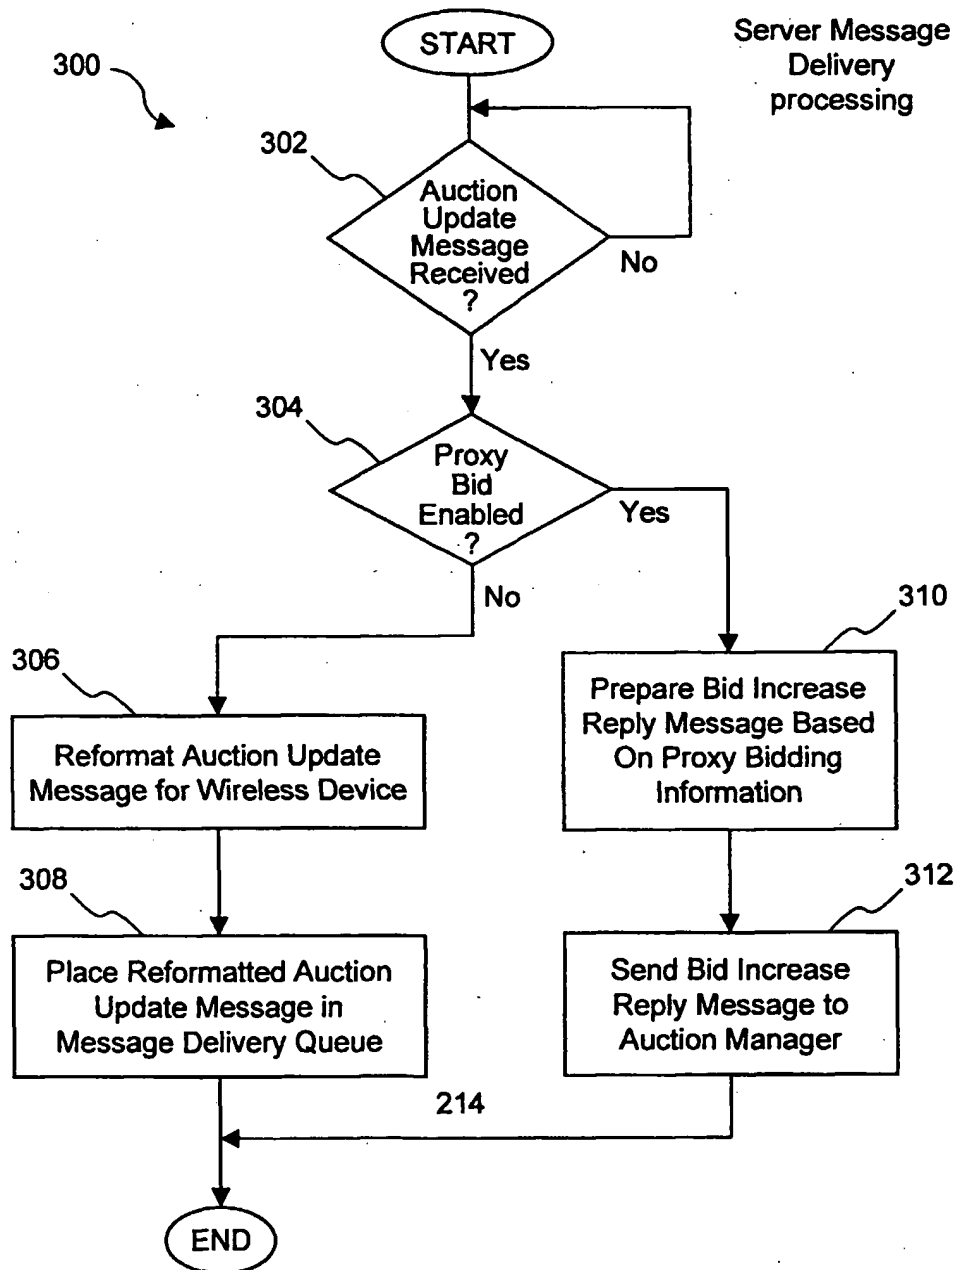 START
Server Message
Delivery
processing
300
302
Auction
Update
Message
Received
?
No
Yes
304
Proxy
Bid
Enabled
?
Yes
No
310
306
Prepare Bid Increase
Reply Message Based
On Proxy Bidding
Information
Reformat Auction Update
Message for Wireless Device
308
312
Place Reformatted Auction
Update Message in
Message Delivery Queue
Send Bid Increase
Reply Message to
Auction Manager
214
END